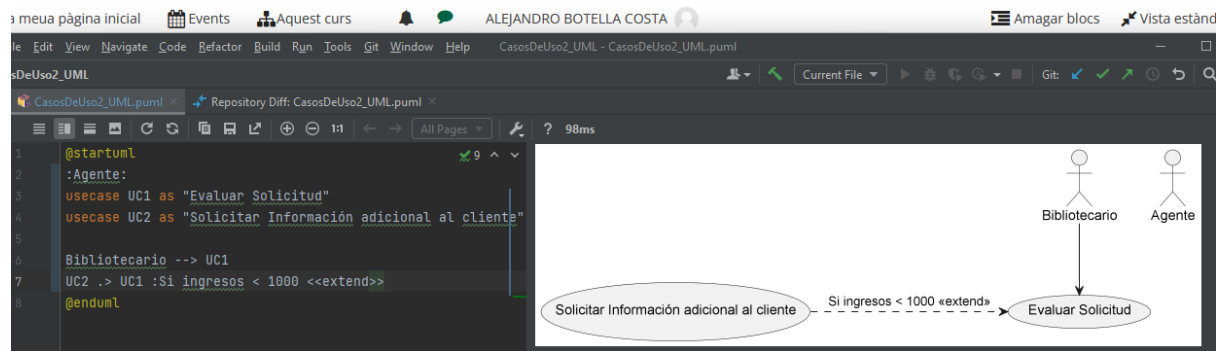 a meua pàgina inicial Events Aquest curs ALEJANDRO BOTELLA COSTA Amagar blocs Vista estànd
le Edit View Navigate Code Refactor Build Run Tools Git Window Help CasosDeUso2_UML - CasosDeUso2_UML.puml
sDeUso2_UML Current File Git:
CasosDeUso2_UML.puml Repository Diff: CasosDeUso2_UML.puml
1:1 All Pages ? 98ms
1 @startuml 9
2 :Agente:
3 usecase UC1 as "Evaluar Solicitud"
4 usecase UC2 as "Solicitar Información adicional al cliente"
5
6 Bibliotecario --> UC1
7 UC2 .> UC1 :Si ingresos < 1000 <<extend>>
8 @enduml
Bibliotecario Agente
Si ingresos < 1000 «extend»
Solicitar Información adicional al cliente Evaluar Solicitud